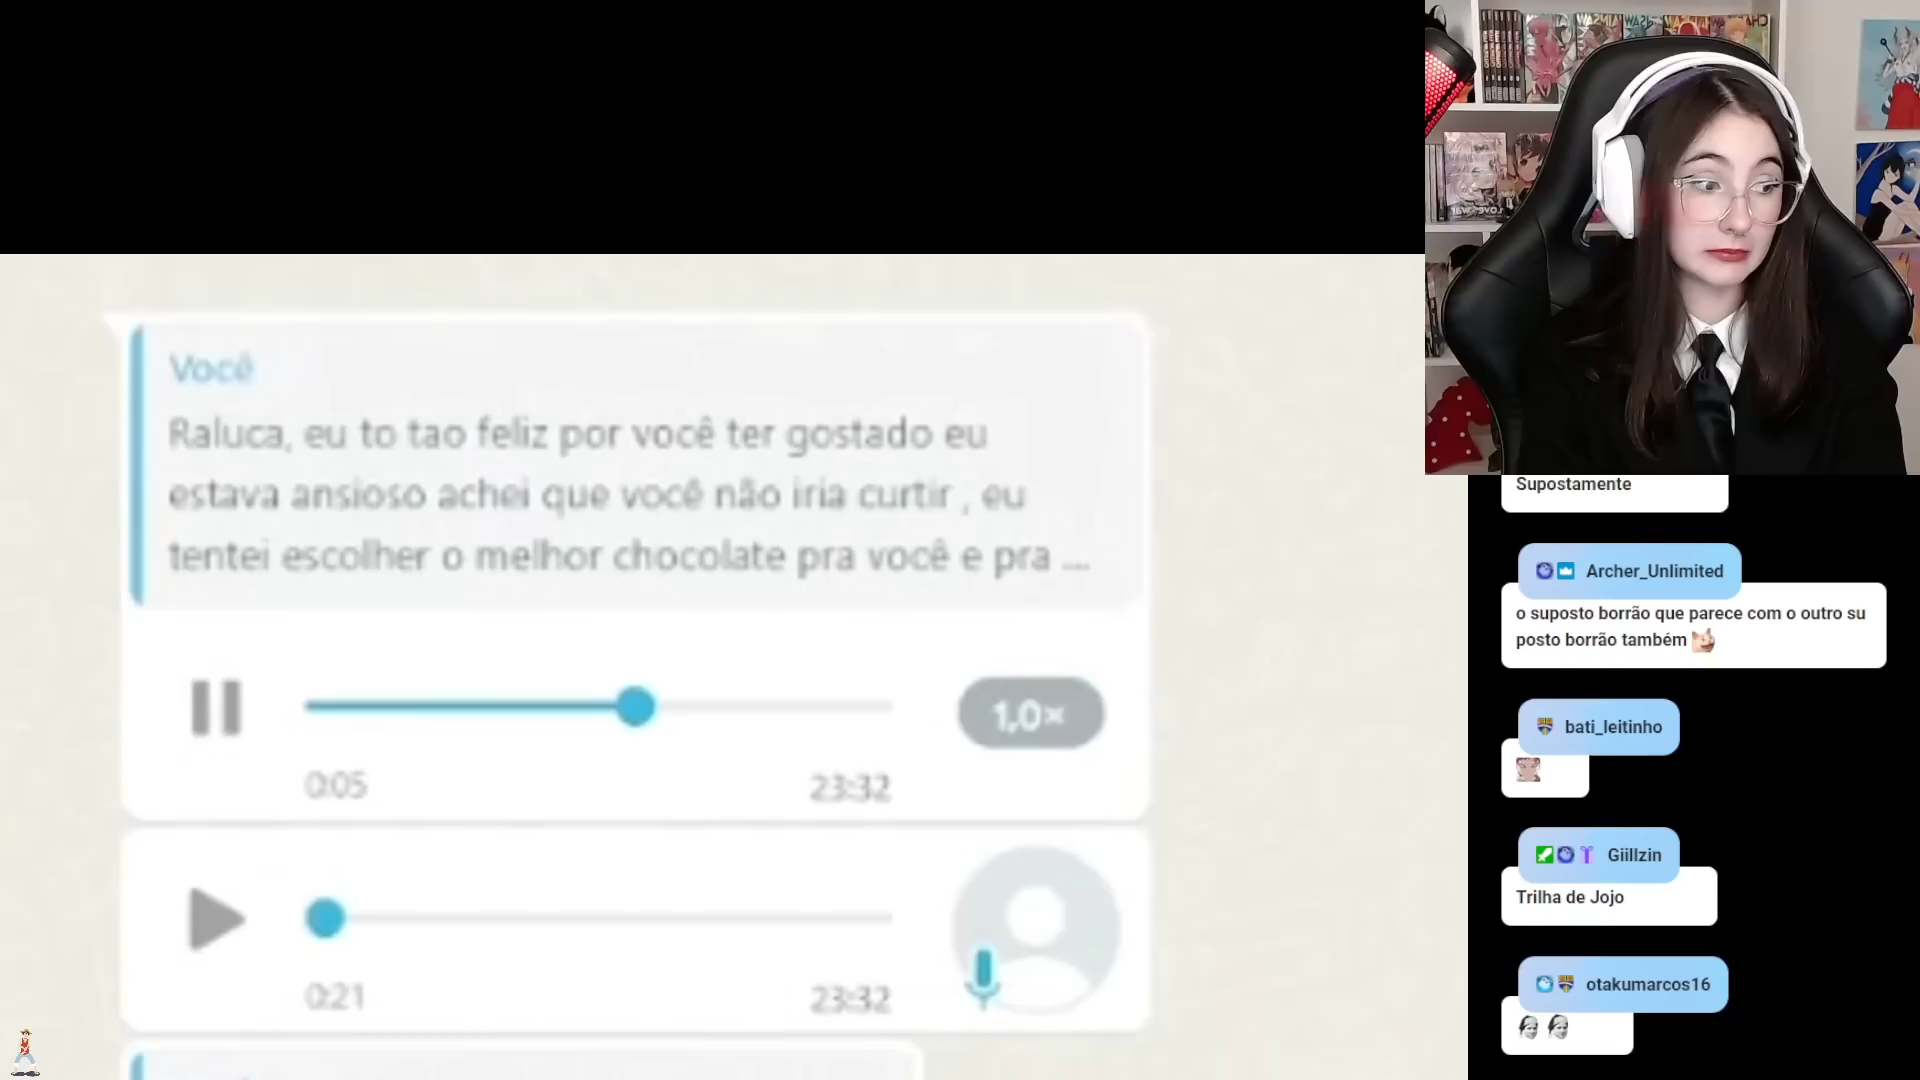 Você
Raluca, eu to tao feliz por você ter gostado eu
estava ansioso achei que você não iria curtir , eu
tentei escolher o melhor chocolate pra você e pra ...
1,0×
0:05
23:32
0:21
23:32
Supostamente
Archer_Unlimited
o suposto borrão que parece com o outro su
posto borrão também
bati_leitinho
Giillzin
Trilha de Jojo
otakumarcos16